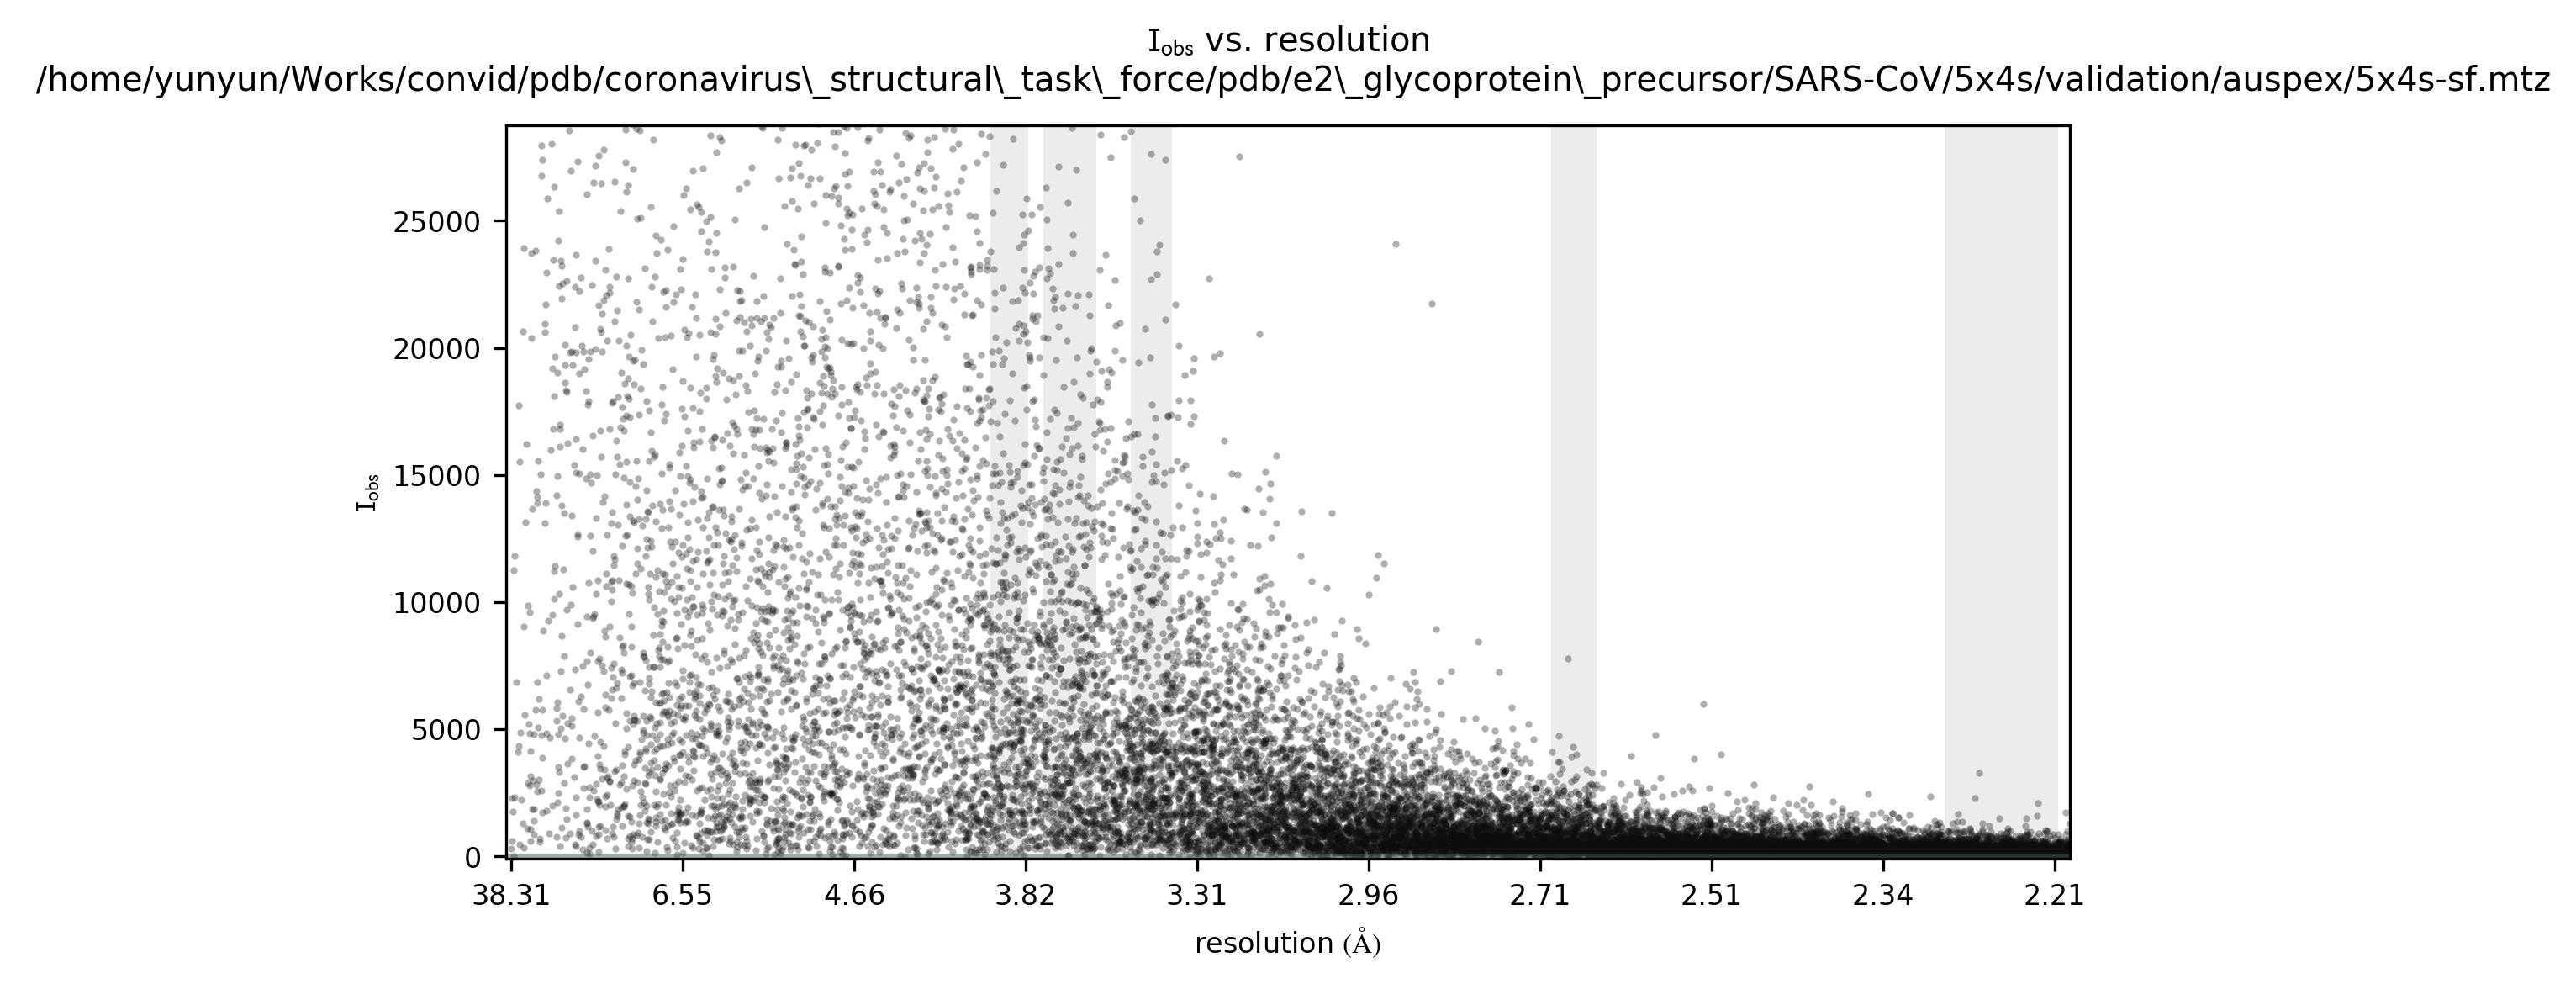 I_obs vs. resolution
/home/yunyun/Works/convid/pdb/coronavirus\_structural\_task\_force/pdb/e2\_glycoprotein\_precursor/SARS-CoV/5x4s/validation/auspex/5x4s-sf.mtz
25000
20000
15000
10000
5000
0
I_obs
38.31 6.55 4.66 3.82 3.31 2.96 2.71 2.51 2.34 2.21
resolution (Å)